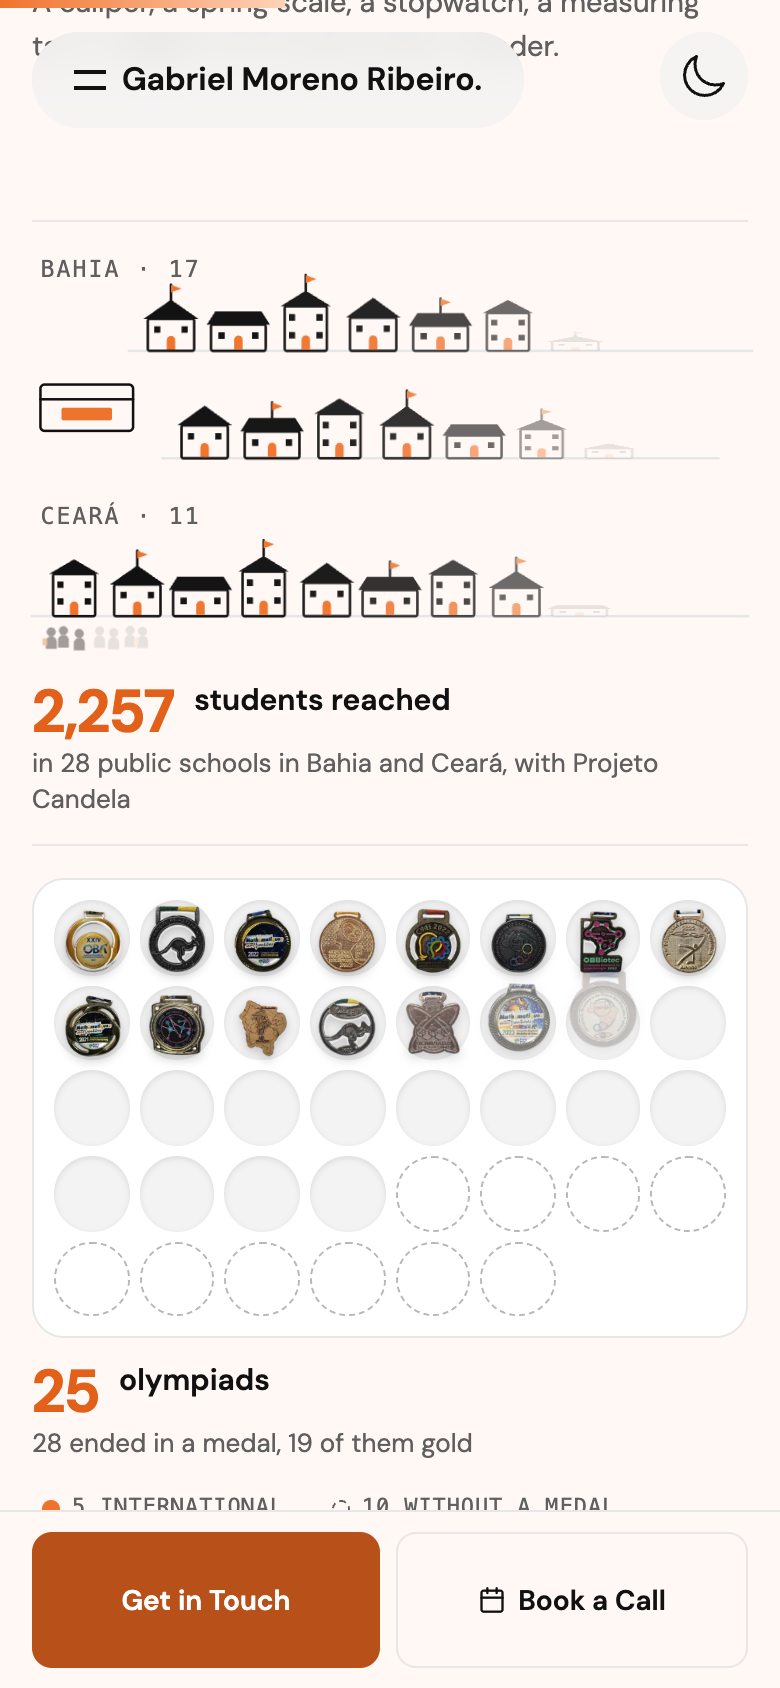 A caliper, a spring scale, a stopwatch, a measuring
der.
Gabriel Moreno Ribeiro.
BAHIA · 17
CEARÁ · 11
2,257 students reached
in 28 public schools in Bahia and Ceará, with Projeto
Candela
25 olympiads
28 ended in a medal, 19 of them gold
5 INTERNATIONAL 10 WITHOUT A MEDAL
Get in Touch
Book a Call